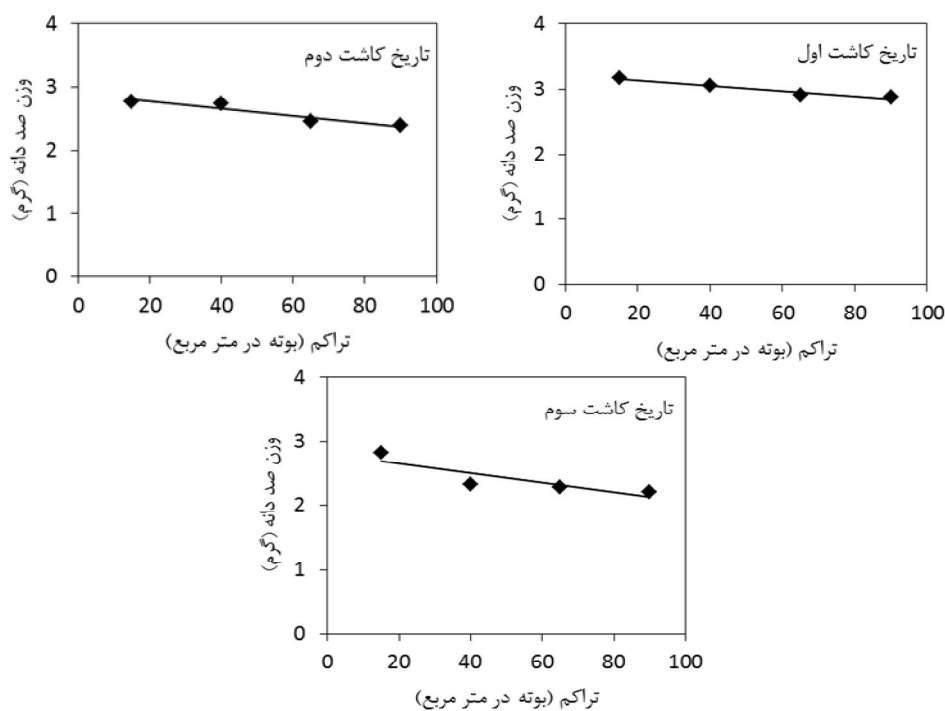 تاریخ کاشت اول
وزن صد دانه (گرم)
4
3
2
1
0
0 20 40 60 80 100
تراکم (بوته در متر مربع)
تاریخ کاشت دوم
وزن صد دانه (گرم)
4
3
2
1
0
0 20 40 60 80 100
تراکم (بوته در متر مربع)
تاریخ کاشت سوم
وزن صد دانه (گرم)
4
3
2
1
0
0 20 40 60 80 100
تراکم (بوته در متر مربع)